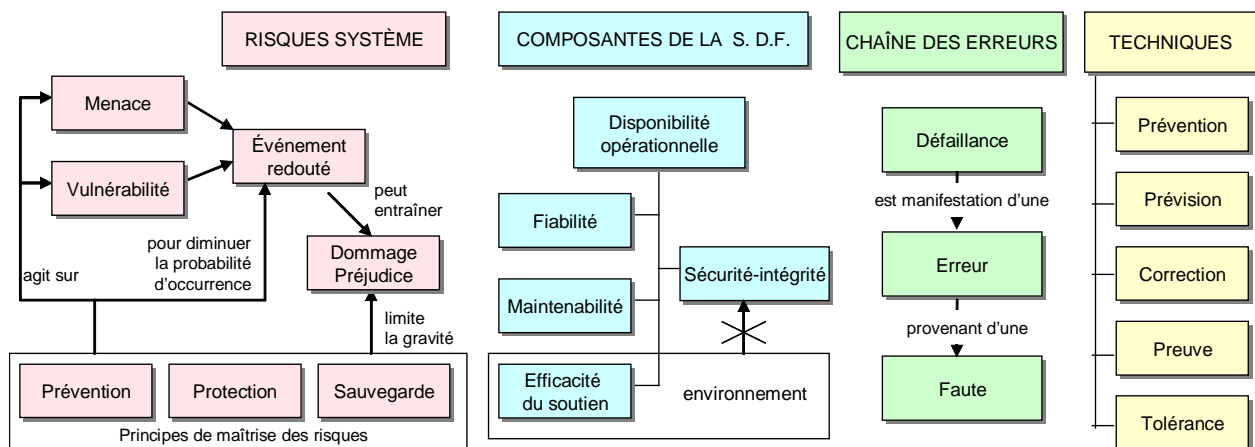 RISQUES SYSTÈME
Menace
Événement
redouté
Vulnérabilité
peut
entraîner
pour diminuer
la probabilité
d'occurrence
agit sur
Dommage
Préjudice
limite
la gravité
Prévention
Protection
Sauvegarde
Principes de maîtrise des risques
COMPOSANTES DE LA S. D.F.
Disponibilité
opérationnelle
Fiabilité
Sécurité-intégrité
Maintenabilité
Efficacité
du soutien
environnement
CHAÎNE DES ERREURS
Défaillance
est manifestation d'une
Erreur
provenant d'une
Faute
TECHNIQUES
Prévention
Prévision
Correction
Preuve
Tolérance